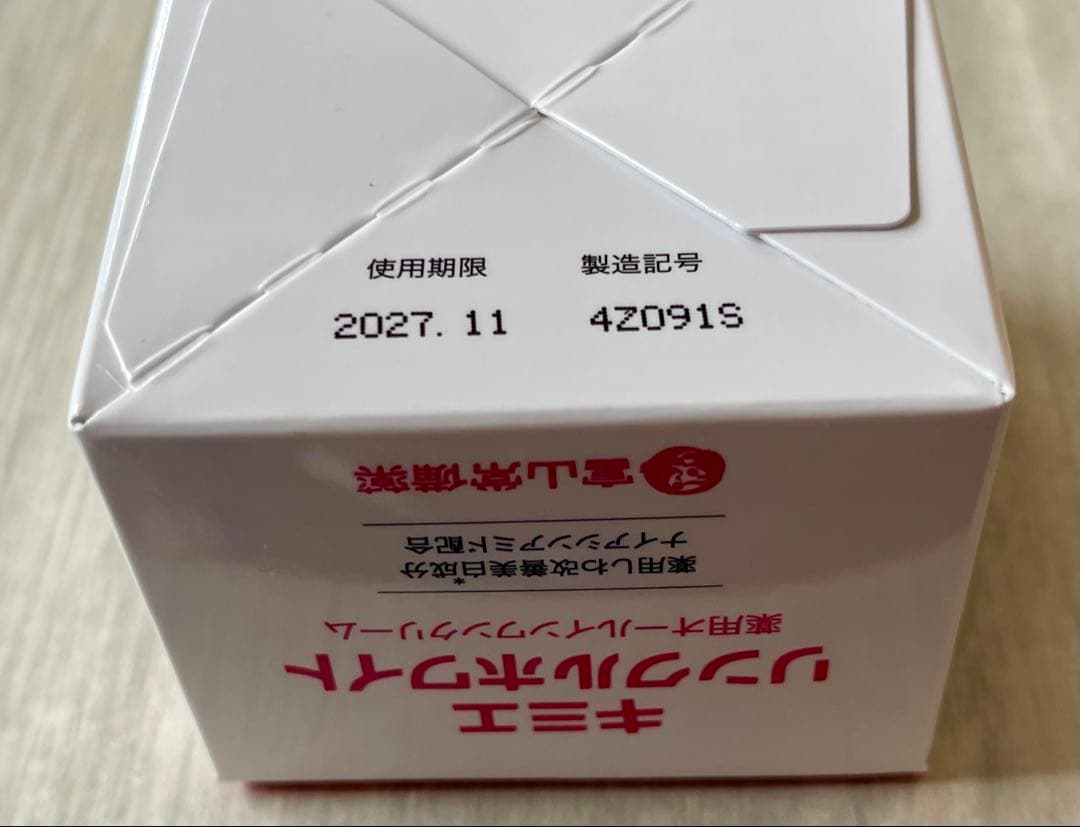 使用期限 製造記号
2027. 11 4Z091S
富山常備薬
薬用しわ改善美白*成分
ナイアシンアミド配合
薬用オールインワンクリーム
キミエ
リンクルホワイト